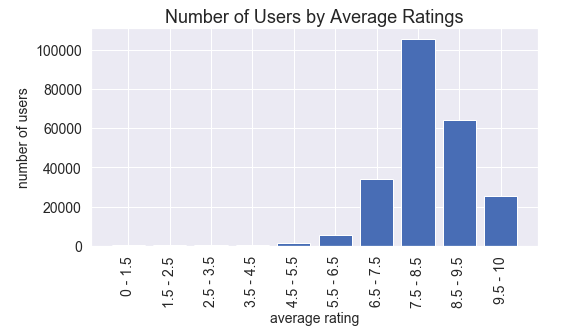 Number of Users by Average Ratings
number of users
100000
80000
60000
40000
20000
0
0 - 1.5
1.5 - 2.5
2.5 - 3.5
3.5 - 4.5
4.5 - 5.5
5.5 - 6.5
6.5 - 7.5
7.5 - 8.5
8.5 - 9.5
9.5 - 10
average rating